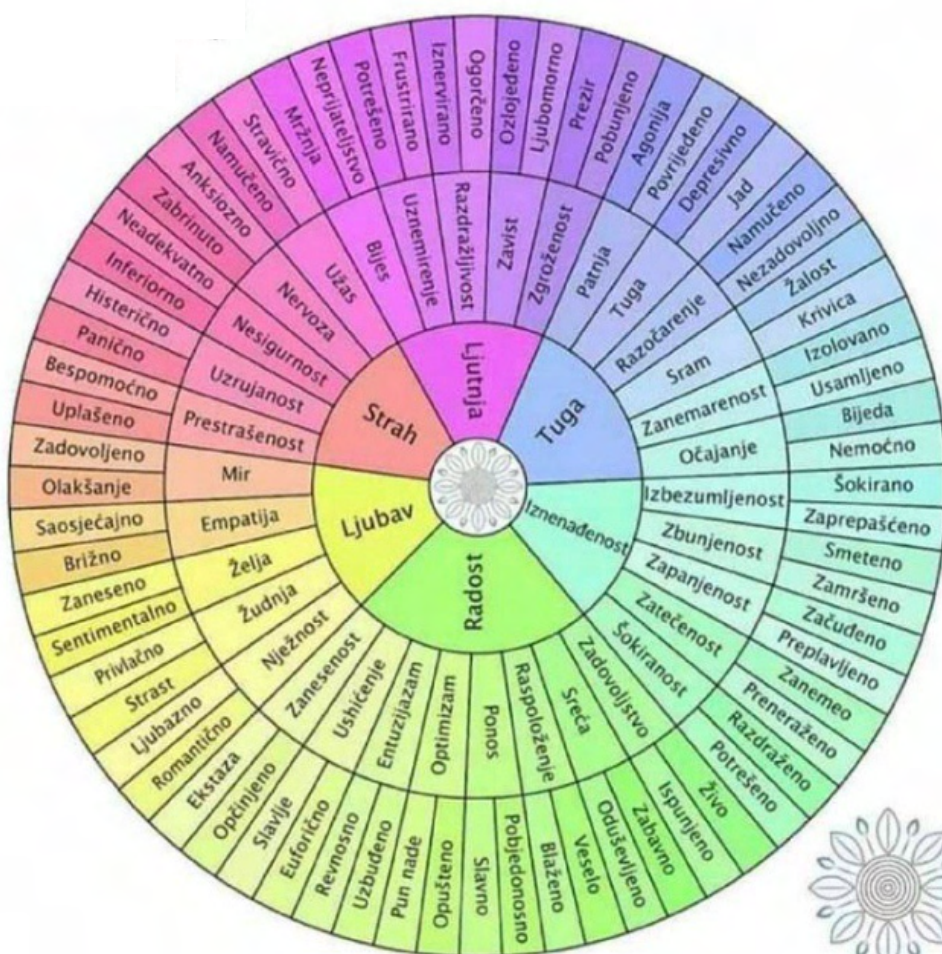 Ljutnja
Tuga
Iznenađenost
Radost
Ljubav
Strah
Bijes
Uznemirenje
Razdražljivost
Zavist
Zgroženost
Patnja
Tuga
Razočarenje
Sram
Zanemarenost
Očajanje
Izbezumljenost
Zbunjenost
Zapanjenost
Zatečenost
Šokiranost
Zadovoljstvo
Sreća
Raspoloženje
Ponos
Optimizam
Entuzijazam
Ushićenje
Zanesenost
Nježnost
Žudnja
Želja
Empatija
Mir
Prestrašenost
Uzrujanost
Nesigurnost
Nervoza
Užas
Mržnja
Neprijateljstvo
Potrešeno
Frustrirano
Iznervirano
Ogorčeno
Ozlojeđeno
Ljubomorno
Prezir
Pobunjeno
Agonija
Povrijeđeno
Depresivno
Jad
Namučeno
Nezadovoljno
Žalost
Krivica
Izolovano
Usamljeno
Bijeda
Nemoćno
Šokirano
Zaprepašćeno
Smeteno
Zamršeno
Začuđeno
Preplavljeno
Zanemeo
Preneraženo
Razdraženo
Potrešeno
Živo
Ispunjeno
Zabavno
Oduševljeno
Veselo
Blaženo
Pobjedonosno
Slavno
Opušteno
Pun nade
Uzbuđeno
Revnosno
Euforično
Slavlje
Opčinjeno
Ekstaza
Romantično
Ljubazno
Strast
Privlačno
Sentimentalno
Zaneseno
Brižno
Saosjećajno
Olakšanje
Zadovoljeno
Uplašeno
Bespomoćno
Panično
Histerično
Inferiorno
Neadekvatno
Zabrinuto
Anksiozno
Namučeno
Stravično